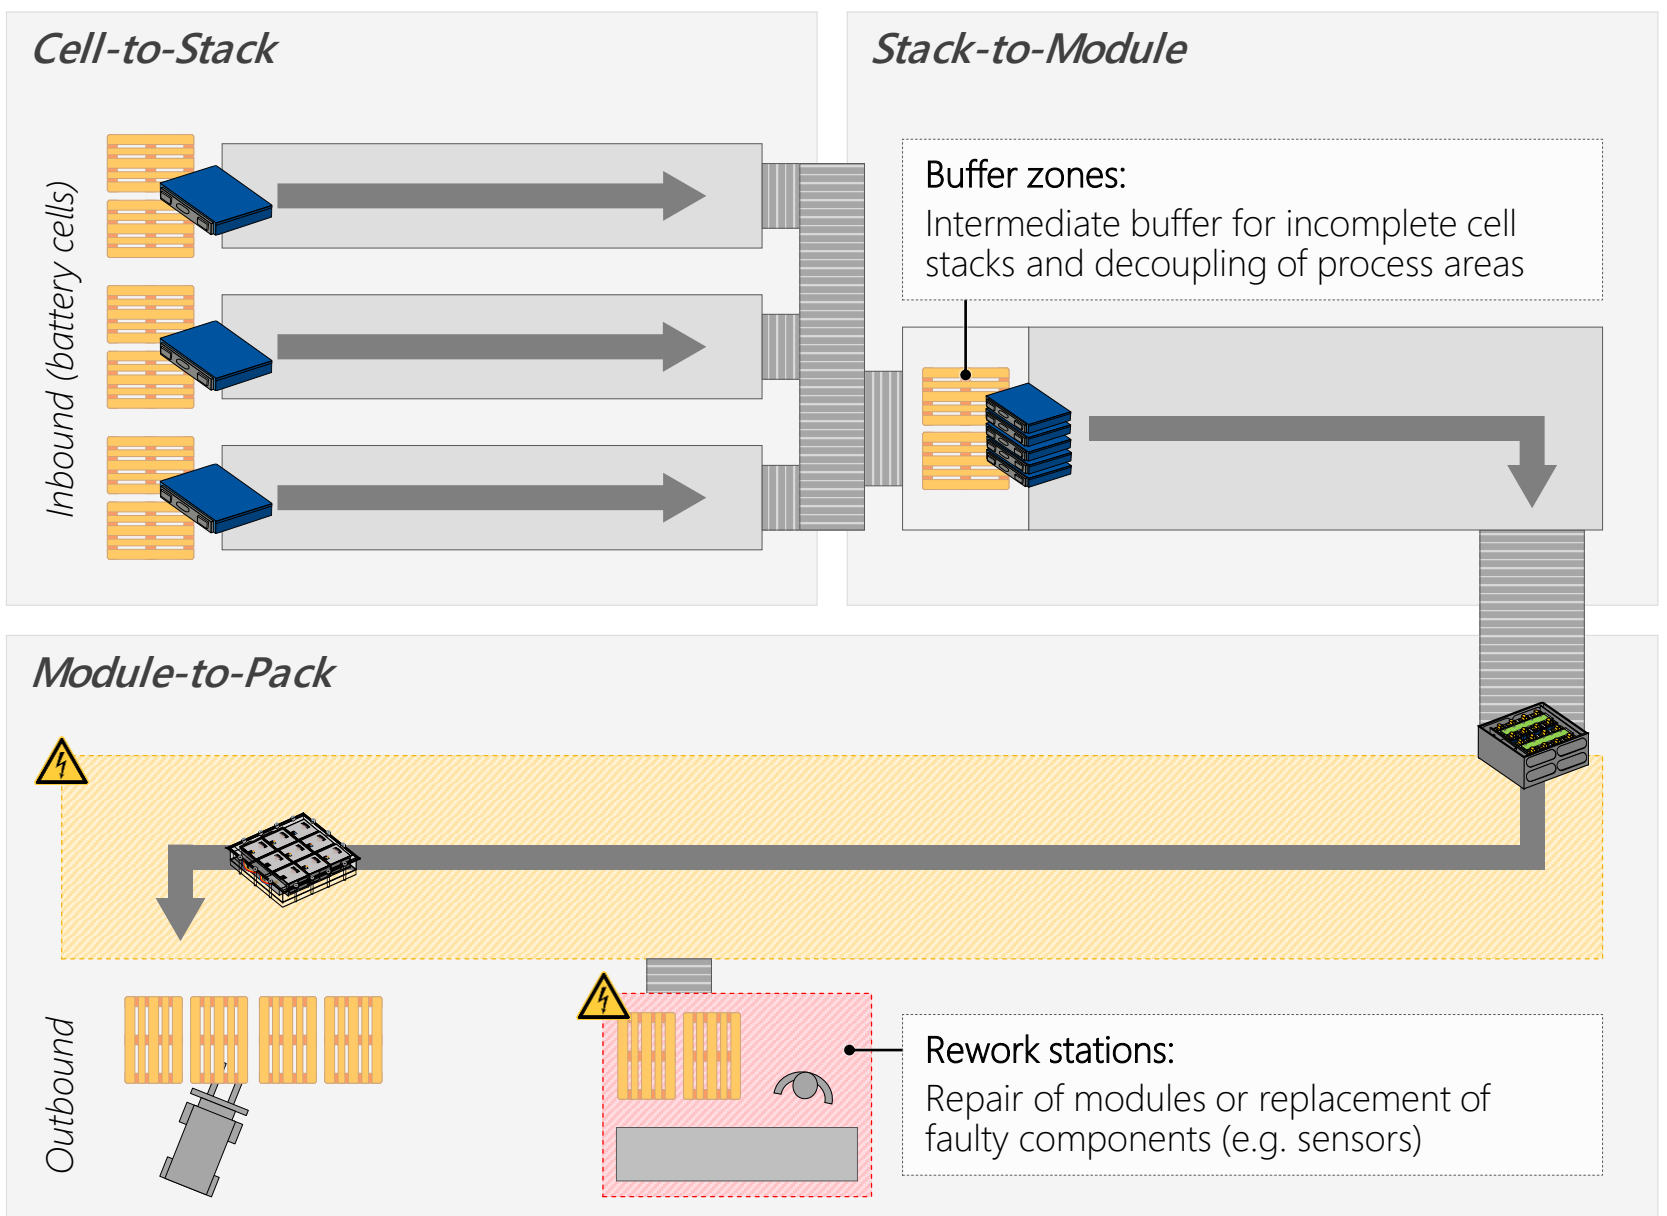 Cell-to-Stack
Stack-to-Module
Inbound (battery cells)
Buffer zones:
Intermediate buffer for incomplete cell
stacks and decoupling of process areas
Module-to-Pack
Outbound
Rework stations:
Repair of modules or replacement of
faulty components (e.g. sensors)